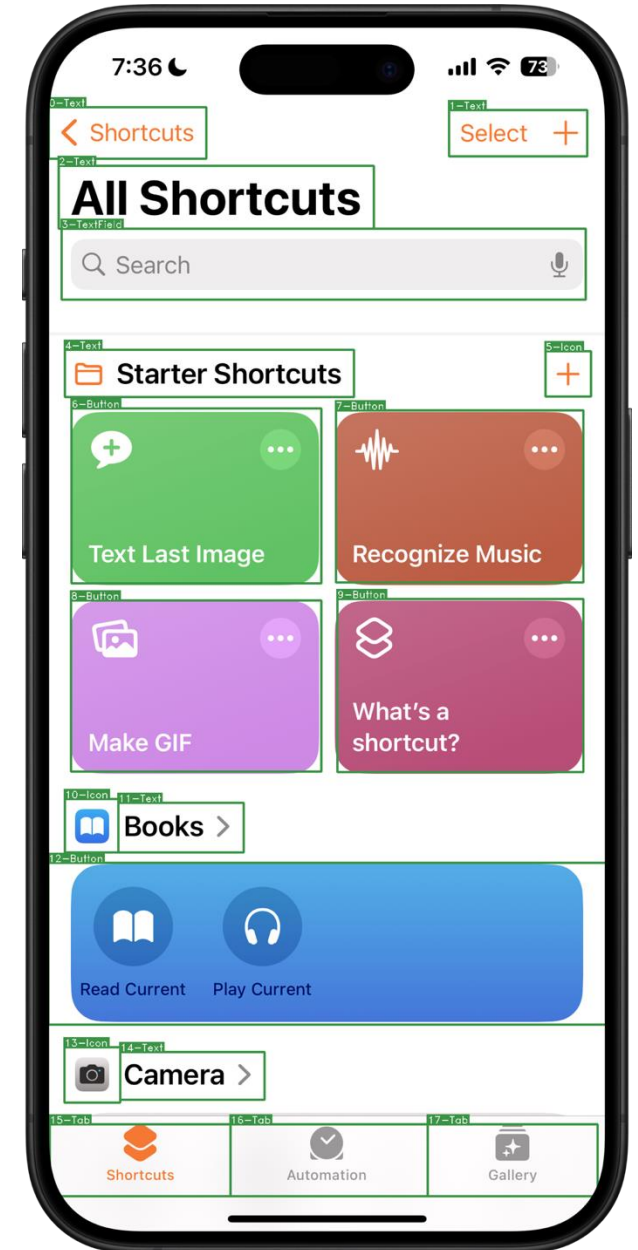 7:36
73
0-Text
Shortcuts
1-Text
Select +
2-Text
All Shortcuts
3-TextField
Search
4-Text
Starter Shortcuts
5-Icon
+
6-Button
Text Last Image
7-Button
Recognize Music
8-Button
Make GIF
9-Button
What's a
shortcut?
10-Icon
11-Text
Books >
12-Button
Read Current
Play Current
13-Icon
14-Text
Camera >
15-Tab
Shortcuts
16-Tab
Automation
17-Tab
Gallery